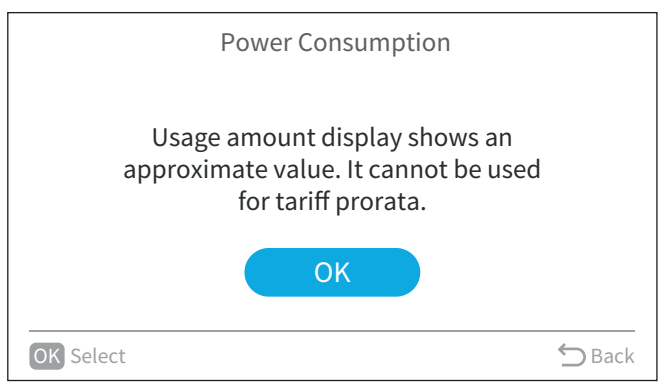 Power Consumption
Usage amount display shows an
approximate value. It cannot be used
for tariff prorata.
OK
OK Select
Back